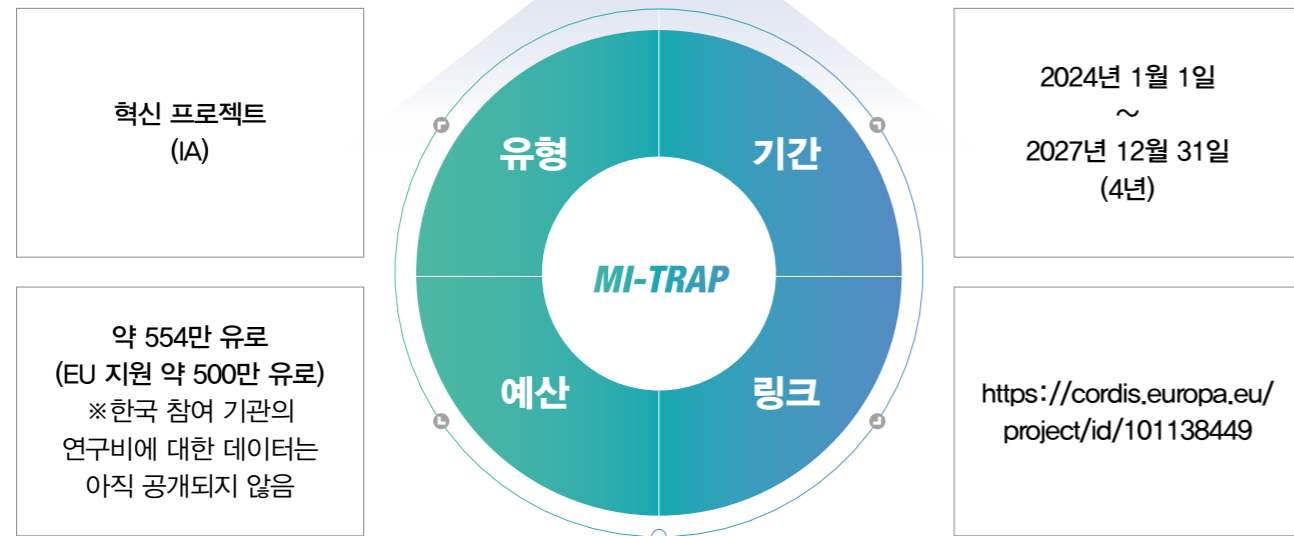 혁신 프로젝트
(IA)
유형
기간
2024년 1월 1일
~
2027년 12월 31일
(4년)
MI-TRAP
약 554만 유로
(EU 지원 약 500만 유로)
※한국 참여 기관의
연구비에 대한 데이터는
아직 공개되지 않음
예산
링크
https://cordis.europa.eu/
project/id/101138449